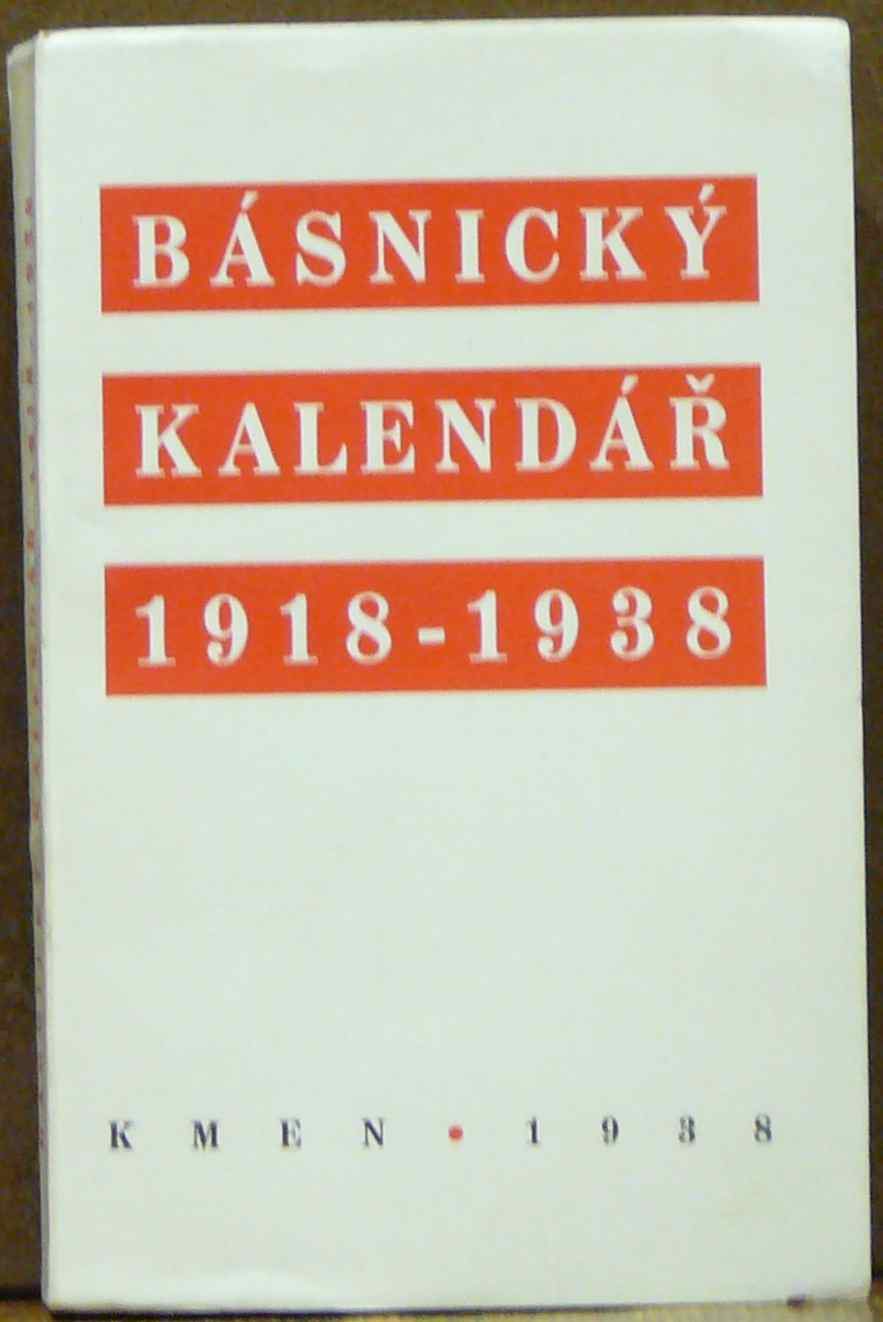 BÁSNICKÝ
KALENDÁŘ
1918-1938
KMEN • 1938